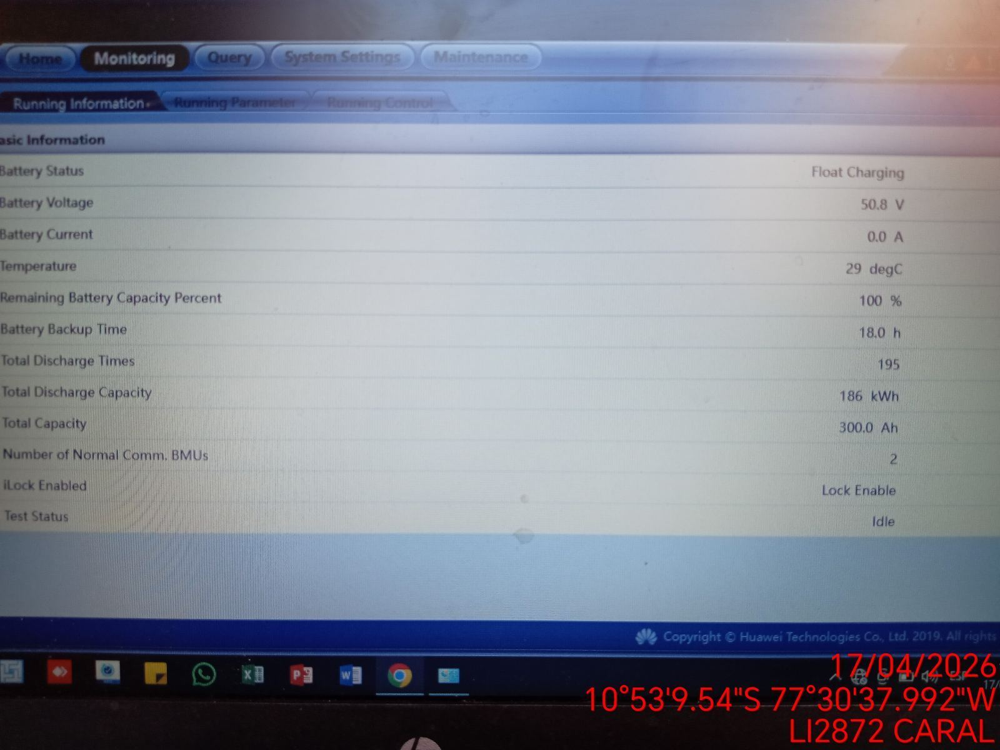 Home Monitoring Query System Settings Maintenance
Running Information Running Parameter Running Control
asic Information
Battery Status Float Charging
Battery Voltage 50.8 V
Battery Current 0.0 A
Temperature 29 degC
Remaining Battery Capacity Percent 100 %
Battery Backup Time 18.0 h
Total Discharge Times 195
Total Discharge Capacity 186 kWh
Total Capacity 300.0 Ah
Number of Normal Comm. BMUs 2
iLock Enabled Lock Enable
Test Status Idle
Copyright © Huawei Technologies Co., Ltd. 2019. All rights
17/04/2026
10°53'9.54"S 77°30'37.992"W
LI2872 CARAL